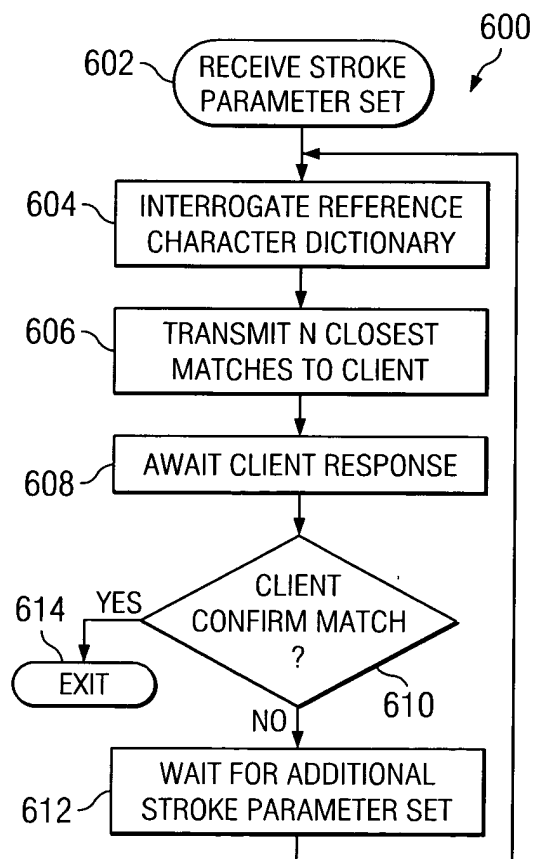 600
602
RECEIVE STROKE
PARAMETER SET
604
INTERROGATE REFERENCE
CHARACTER DICTIONARY
606
TRANSMIT N CLOSEST
MATCHES TO CLIENT
608
AWAIT CLIENT RESPONSE
CLIENT
CONFIRM MATCH
?
610
YES
614
EXIT
NO
612
WAIT FOR ADDITIONAL
STROKE PARAMETER SET